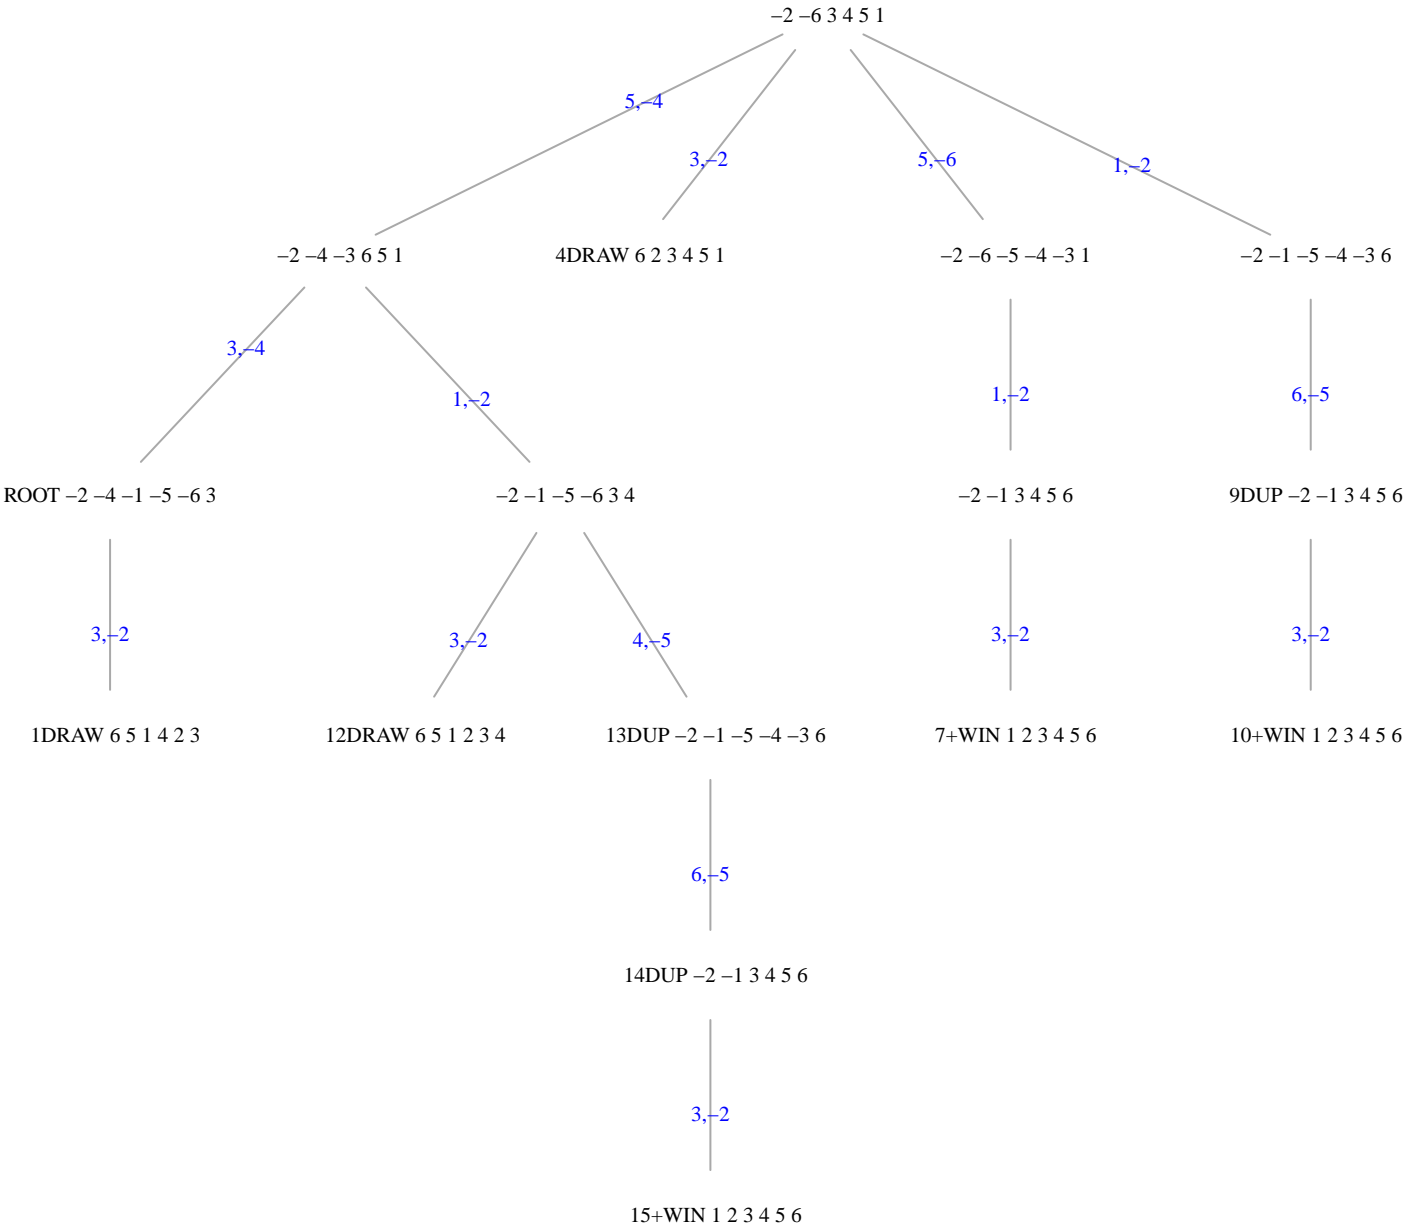 –2 –6 3 4 5 1
5,–4
3,–2
5,–6
1,–2
–2 –4 –3 6 5 1
4DRAW 6 2 3 4 5 1
–2 –6 –5 –4 –3 1
–2 –1 –5 –4 –3 6
3,–4
1,–2
1,–2
6,–5
ROOT –2 –4 –1 –5 –6 3
–2 –1 –5 –6 3 4
–2 –1 3 4 5 6
9DUP –2 –1 3 4 5 6
3,–2
3,–2
4,–5
3,–2
3,–2
1DRAW 6 5 1 4 2 3
12DRAW 6 5 1 2 3 4
13DUP –2 –1 –5 –4 –3 6
7+WIN 1 2 3 4 5 6
10+WIN 1 2 3 4 5 6
6,–5
14DUP –2 –1 3 4 5 6
3,–2
15+WIN 1 2 3 4 5 6